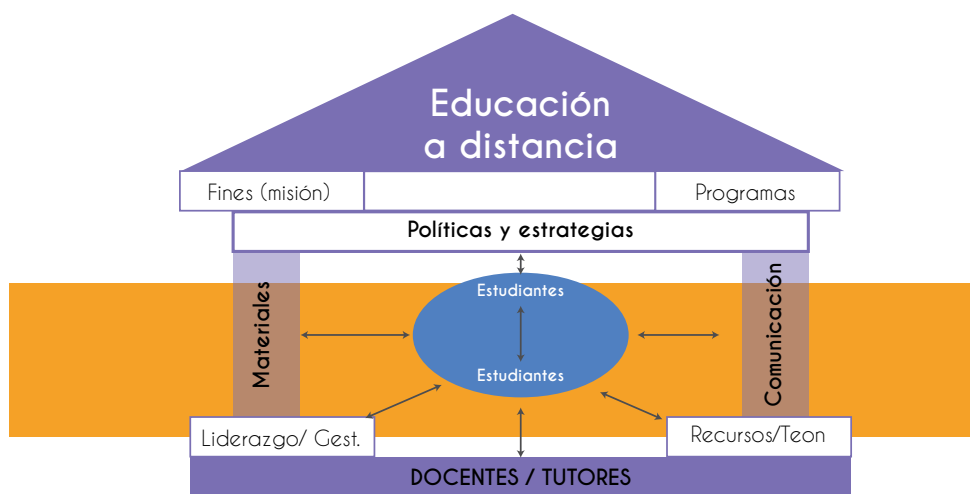 Educación
a distancia
Fines (misión)
Programas
Políticas y estrategias
Materiales
Estudiantes
Estudiantes
Comunicación
Liderazgo/ Gest.
Recursos/Teon
DOCENTES / TUTORES